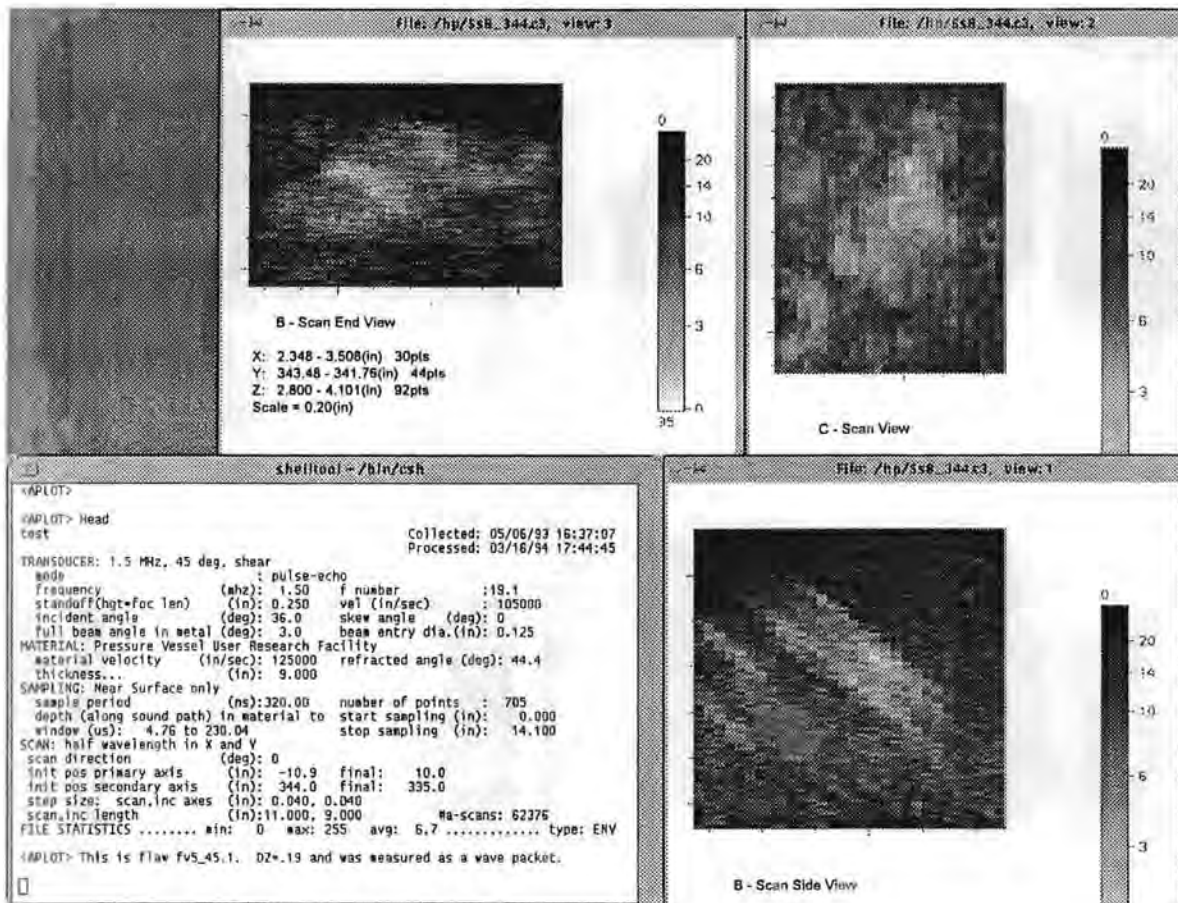 file: /hp/Ss8_344.c3, view: 3
0
20
14
10
6
3
0
95
B - Scan End View
X: 2.348 - 3.508(in) 30pts
Y: 343.48 - 341.76(in) 44pts
Z: 2.800 - 4.101(in) 92pts
Scale = 0.20(in)
file: /hp/Ss8_344.c3, view: 2
0
20
14
10
6
3
C - Scan View
shelltool - /bin/csh
<APLOT>
<APLOT> Head
test Collected: 05/06/93 16:37:07
Processed: 03/16/94 17:44:45
TRANSDUCER: 1.5 MHz, 45 deg, shear
mode : pulse-echo
frequency (mhz): 1.50 f number :19.1
standoff(hgt+foc len) (in): 0.250 vel (in/sec) : 105000
incident angle (deg): 36.0 skew angle (deg): 0
full beam angle in metal (deg): 3.0 beam entry dia.(in): 0.125
MATERIAL: Pressure Vessel User Research Facility
material velocity (in/sec): 125000 refracted angle (deg): 44.4
thickness... (in): 9.000
SAMPLING: Near Surface only
sample period (ns):320.00 number of points : 705
depth (along sound path) in material to start sampling (in): 0.000
window (us): 4.76 to 230.04 stop sampling (in): 14.100
SCAN: half wavelength in X and Y
scan direction (deg): 0
init pos primary axis (in): -10.9 final: 10.0
init pos secondary axis (in): 344.0 final: 335.0
step size: scan,inc axes (in): 0.040, 0.040
scan,inc length (in):11.000, 9.000 #a-scans: 62376
FILE STATISTICS ........ min: 0 max: 255 avg: 6.7 ............. type: ENV
<APLOT> This is flaw fv5_45.1. DZ=.19 and was measured as a wave packet.
File: /hp/Ss8_344.c3, view: 1
0
20
14
10
6
3
B - Scan Side View